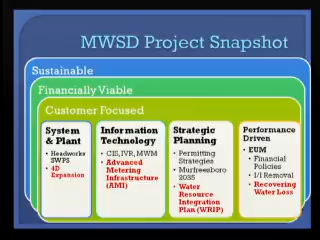 MWSD Project Snapshot
Sustainable
Financially Viable
Customer Focused
System
& Plant
• Headworks
SWPS
• 4D
Expansion
Information
Technology
• CIS, IVR, MWM
• Advanced
Metering
Infrastructure
(AMI)
Strategic
Planning
• Permitting
Strategies
• Murfreesboro
2035
• Water
Resource
Integration
Plan (WRIP)
Performance
Driven
• EUM
• Financial
Policies
• I/I Removal
• Recovering
Water Loss